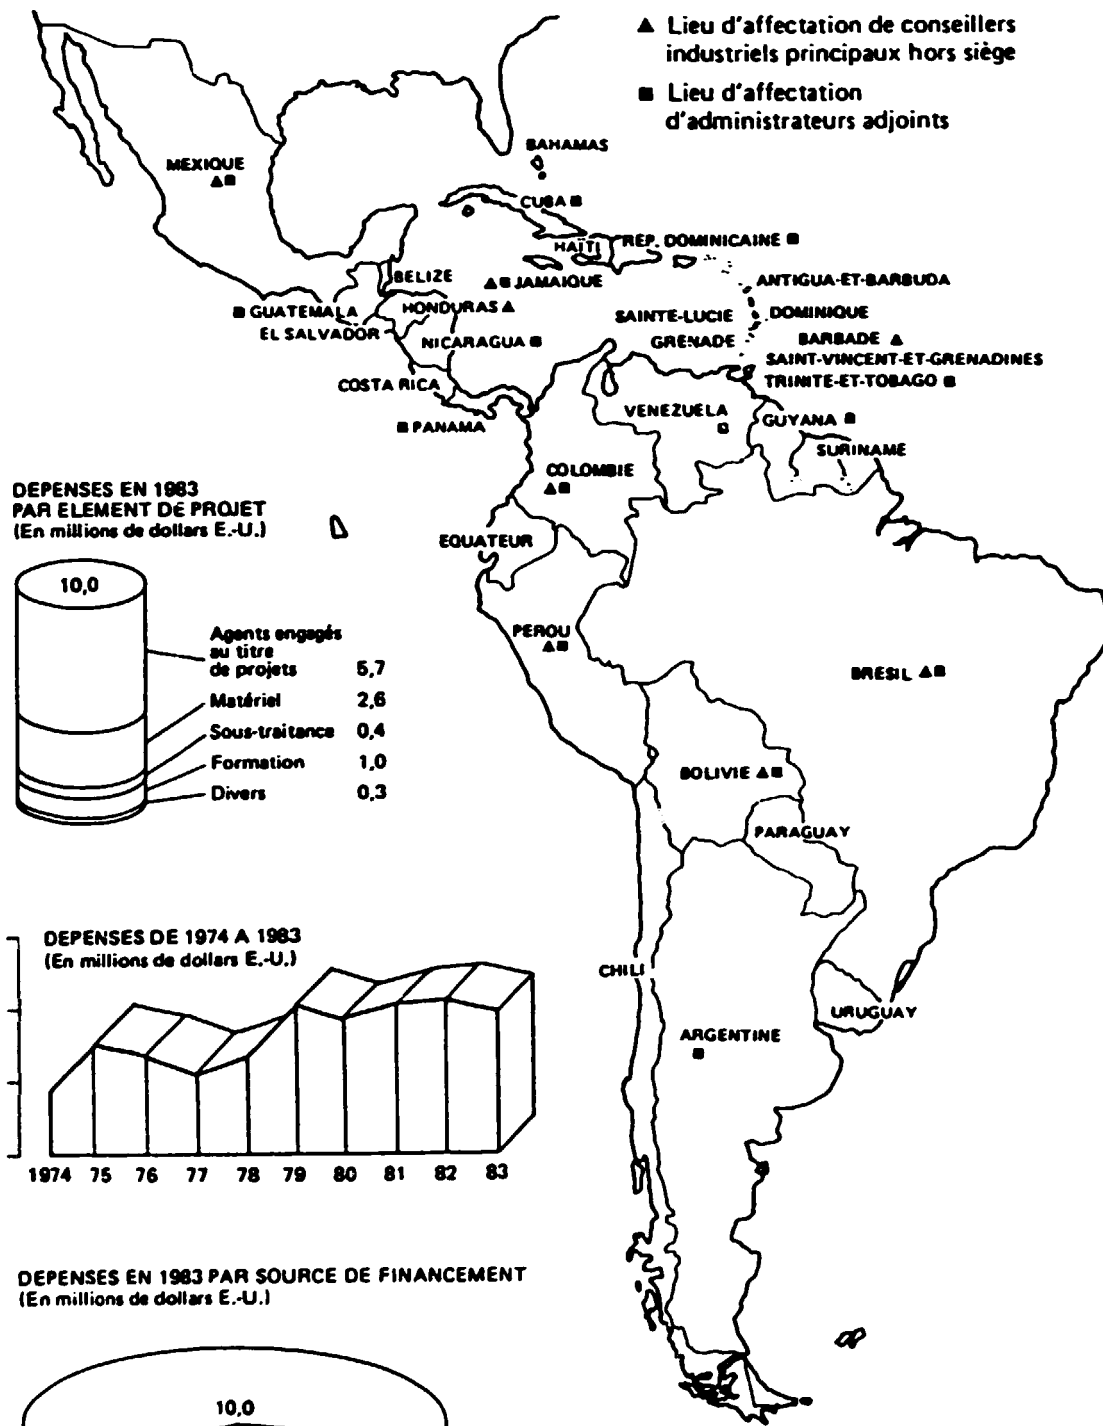 ▲ Lieu d'affectation de conseillers
industriels principaux hors siège
■ Lieu d'affectation
d'administrateurs adjoints
BAHAMAS
MEXIQUE
▲■
CUBA ■
HAÏTI
REP. DOMINICAINE ■
BELIZE
▲■ JAMAIQUE
ANTIGUA-ET-BARBUDA
■ GUATEMALA
HONDURAS ▲
SAINTE-LUCIE
DOMINIQUE
EL SALVADOR
NICARAGUA ■
GRENADE
BARBADE ▲
SAINT-VINCENT-ET-GRENADINES
COSTA RICA
TRINITE-ET-TOBAGO ■
■ PANAMA
VENEZUELA
■
GUYANA ■
SURINAME
COLOMBIE
▲■
EQUATEUR
PEROU
▲■
BRESIL ▲■
BOLIVIE ▲■
PARAGUAY
CHILI
URUGUAY
ARGENTINE
■
DEPENSES EN 1983
PAR ELEMENT DE PROJET
(En millions de dollars E.-U.)
10,0
Agents engagés
au titre
de projets 5,7
Matériel 2,6
Sous-traitance 0,4
Formation 1,0
Divers 0,3
DEPENSES DE 1974 A 1983
(En millions de dollars E.-U.)
1974 75 76 77 78 79 80 81 82 83
DEPENSES EN 1983 PAR SOURCE DE FINANCEMENT
(En millions de dollars E.-U.)
10,0